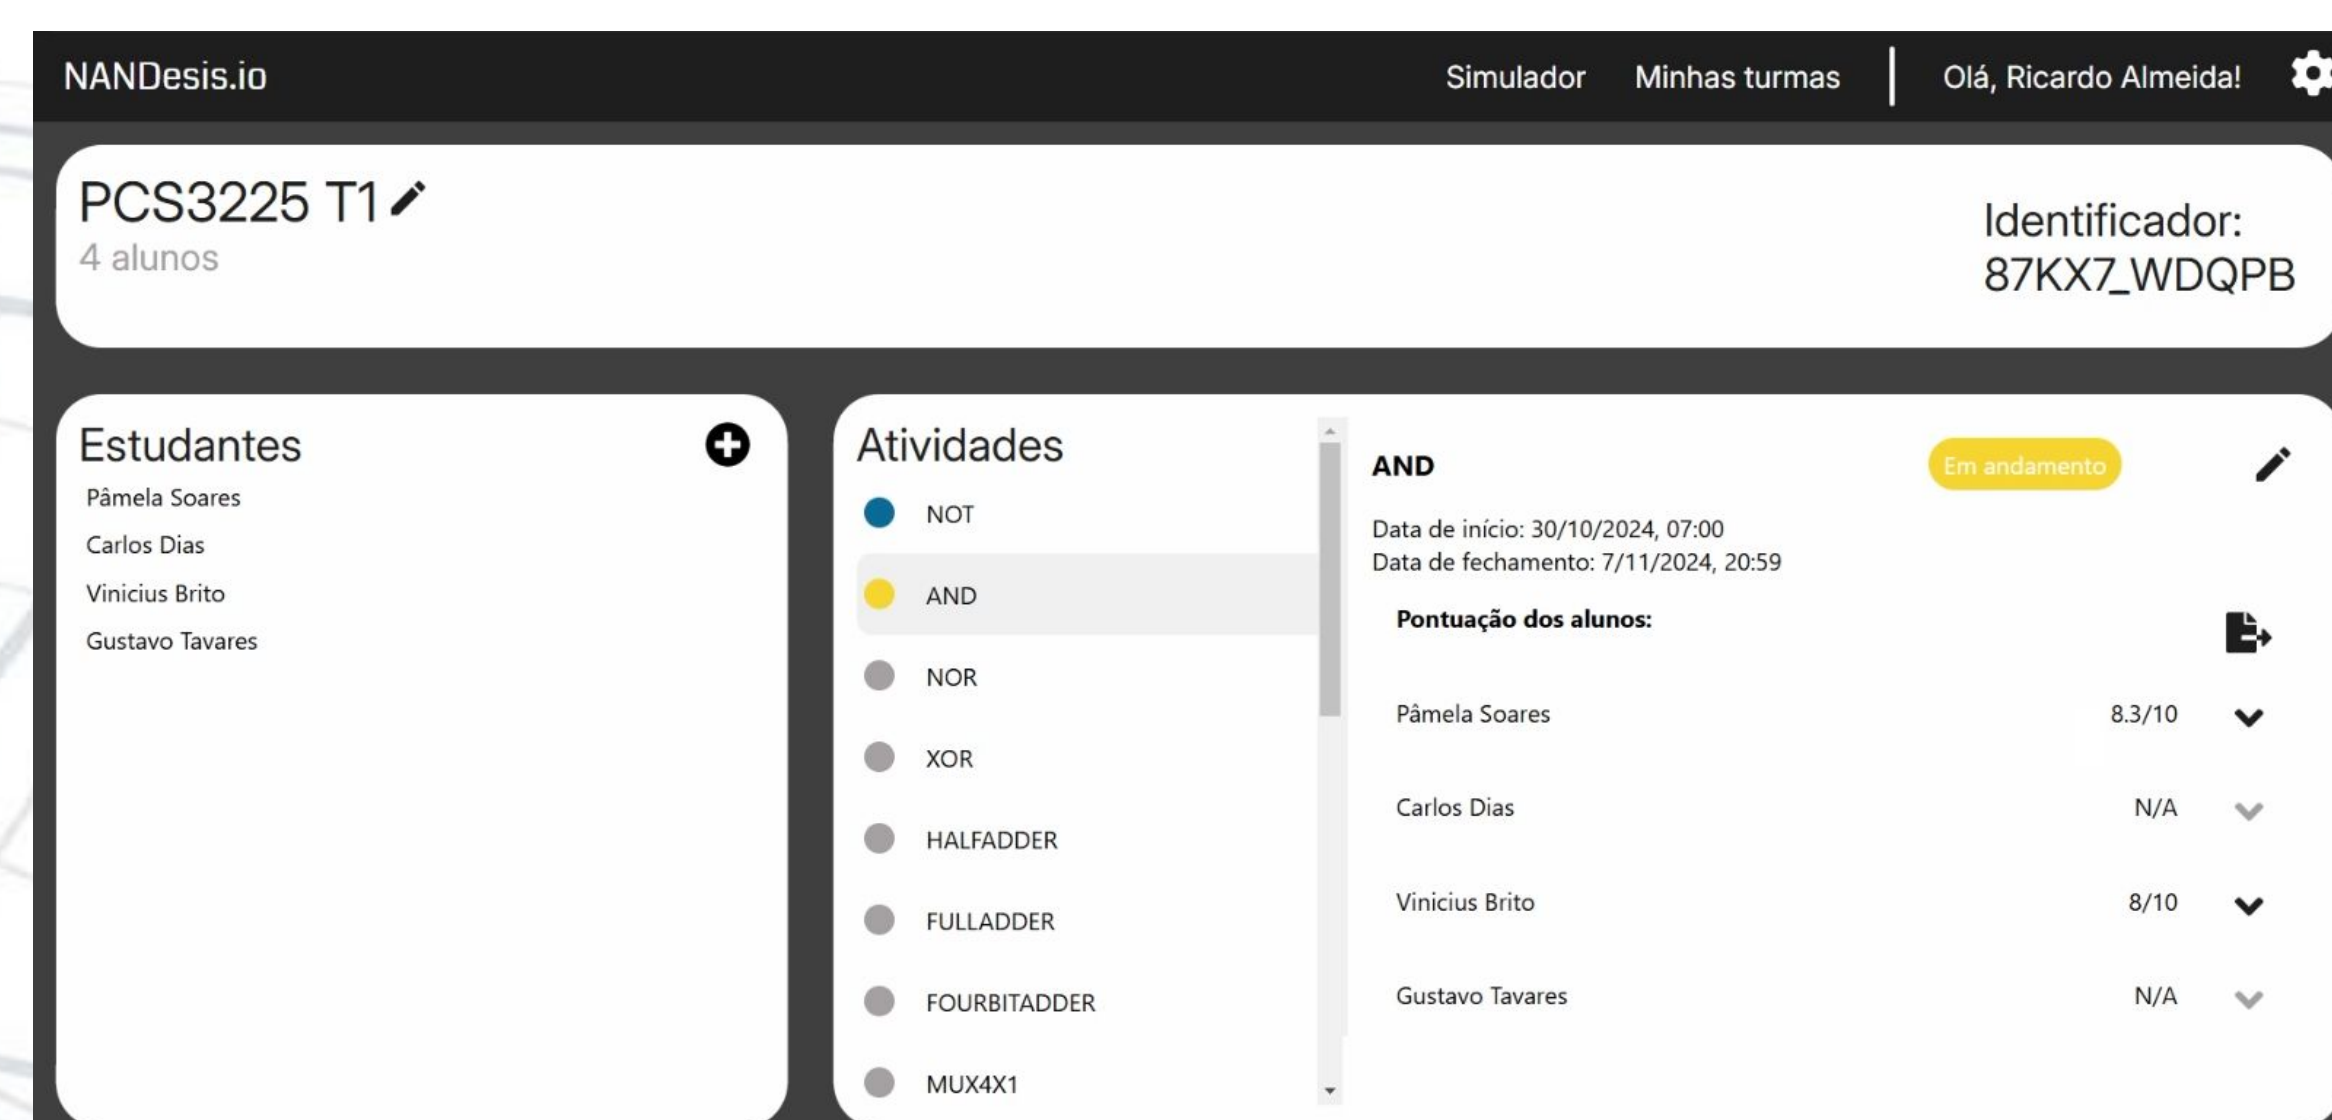 NANDesis.io
Simulador Minhas turmas Olá, Ricardo Almeida!
PCS3225 T1
4 alunos
Identificador:
87KX7_WDQPB
Estudantes
Pâmela Soares
Carlos Dias
Vinicius Brito
Gustavo Tavares
Atividades
NOT
AND
NOR
XOR
HALFADDER
FULLADDER
FOURBITADDER
MUX4X1
AND
Em andamento
Data de início: 30/10/2024, 07:00
Data de fechamento: 7/11/2024, 20:59
Pontuação dos alunos:
Pâmela Soares 8.3/10
Carlos Dias N/A
Vinicius Brito 8/10
Gustavo Tavares N/A